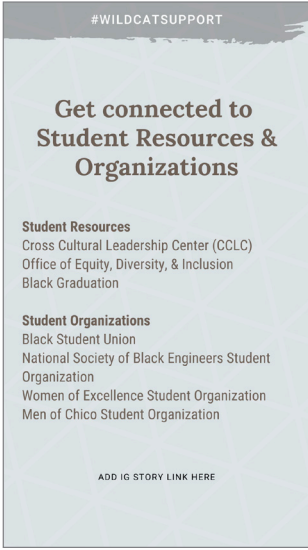 #WILDCATSUPPORT
Get connected to
Student Resources &
Organizations
Student Resources
Cross Cultural Leadership Center (CCLC)
Office of Equity, Diversity, & Inclusion
Black Graduation
Student Organizations
Black Student Union
National Society of Black Engineers Student
Organization
Women of Excellence Student Organization
Men of Chico Student Organization
ADD IG STORY LINK HERE